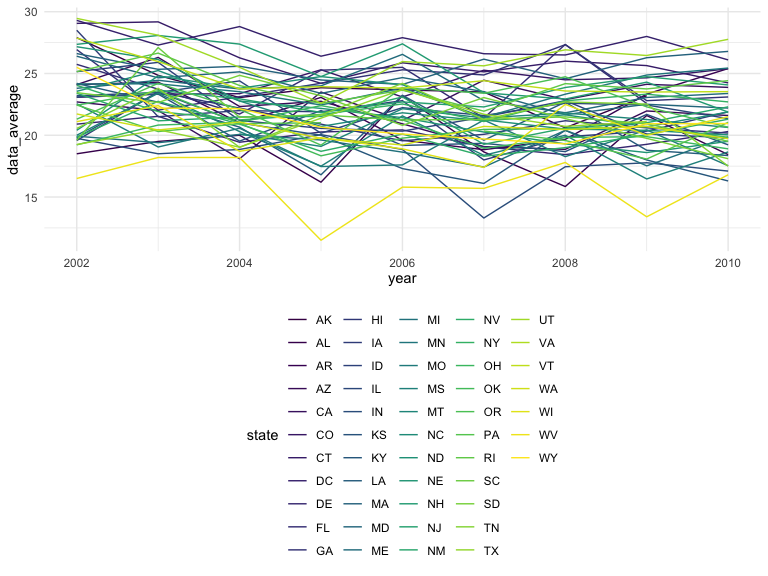 30
25
20
15
data_average
2002 2004 2006 2008 2010
year
state
AK HI MI NV UT
AL IA MN NY VA
AR ID MO OH VT
AZ IL MS OK WA
CA IN MT OR WI
CO KS NC PA WV
CT KY ND RI WY
DC LA NE SC
DE MA NH SD
FL MD NJ TN
GA ME NM TX